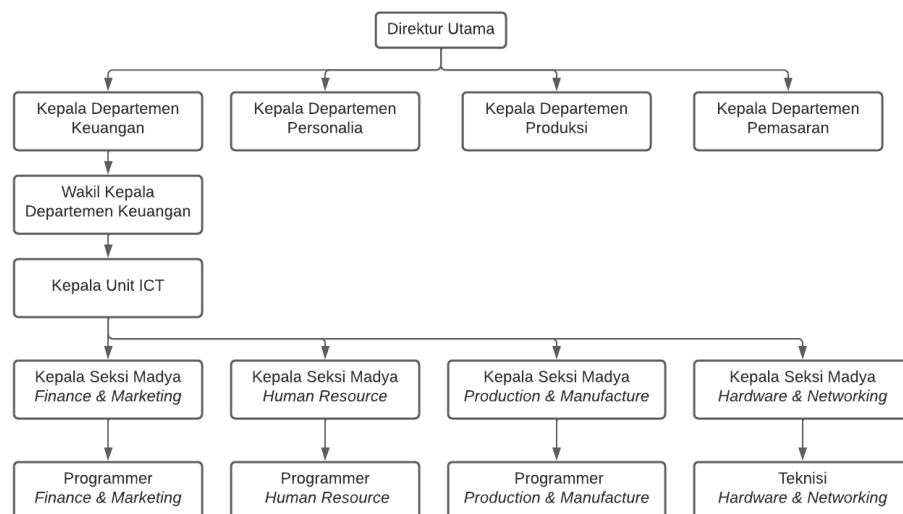 Direktur Utama
Kepala Departemen
Keuangan
Kepala Departemen
Personalia
Kepala Departemen
Produksi
Kepala Departemen
Pemasaran
Wakil Kepala
Departemen Keuangan
Kepala Unit ICT
Kepala Seksi Madya
Finance & Marketing
Kepala Seksi Madya
Human Resource
Kepala Seksi Madya
Production & Manufacture
Kepala Seksi Madya
Hardware & Networking
Programmer
Finance & Marketing
Programmer
Human Resource
Programmer
Production & Manufacture
Teknisi
Hardware & Networking